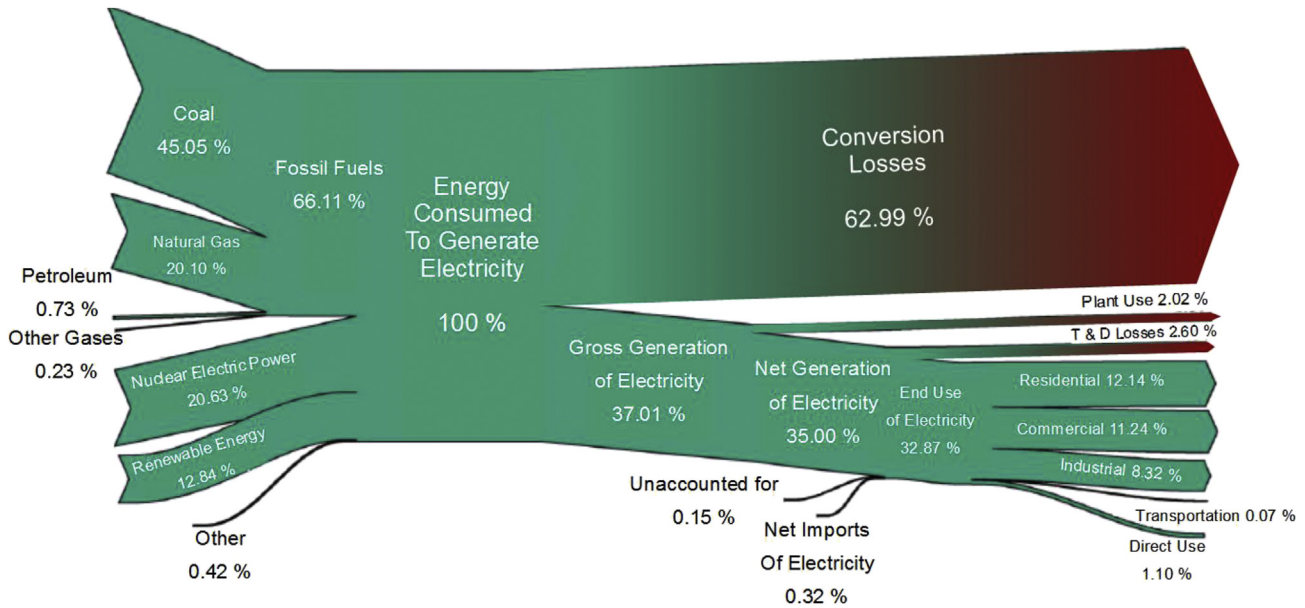 Coal
45.05 %
Fossil Fuels
66.11 %
Natural Gas
20.10 %
Petroleum
0.73 %
Other Gases
0.23 %
Nuclear Electric Power
20.63 %
Renewable Energy
12.84 %
Other
0.42 %
Energy
Consumed
To Generate
Electricity
100 %
Conversion
Losses
62.99 %
Gross Generation
of Electricity
37.01 %
Plant Use 2.02 %
T & D Losses 2.60 %
Net Generation
of Electricity
35.00 %
Unaccounted for
0.15 %
Net Imports
Of Electricity
0.32 %
End Use
of Electricity
32.87 %
Residential 12.14 %
Commercial 11.24 %
Industrial 8.32 %
Transportation 0.07 %
Direct Use
1.10 %